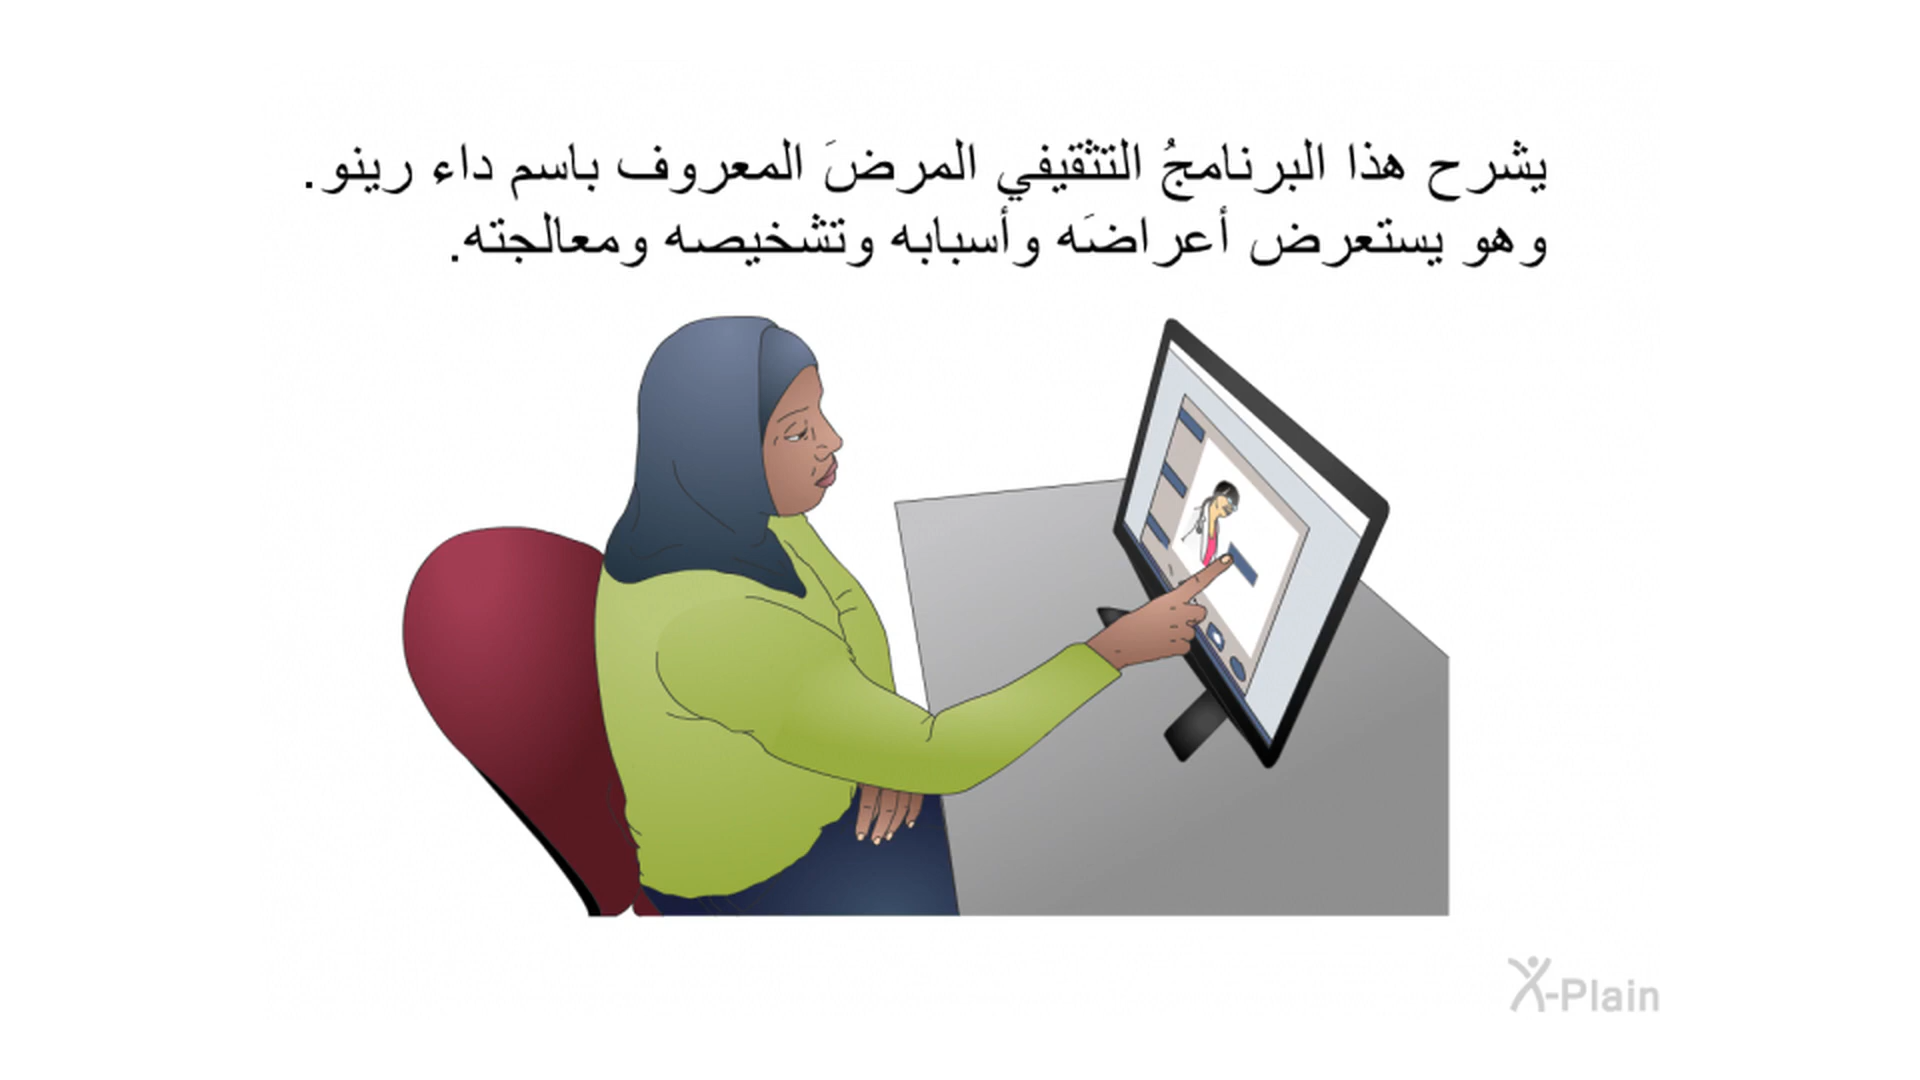 يشرح هذا البرنامجُ التثقيفي المرضَ المعروف باسم داء رينو.
وهو يستعرض أعراضَه وأسبابه وتشخيصه ومعالجته.
X-Plain